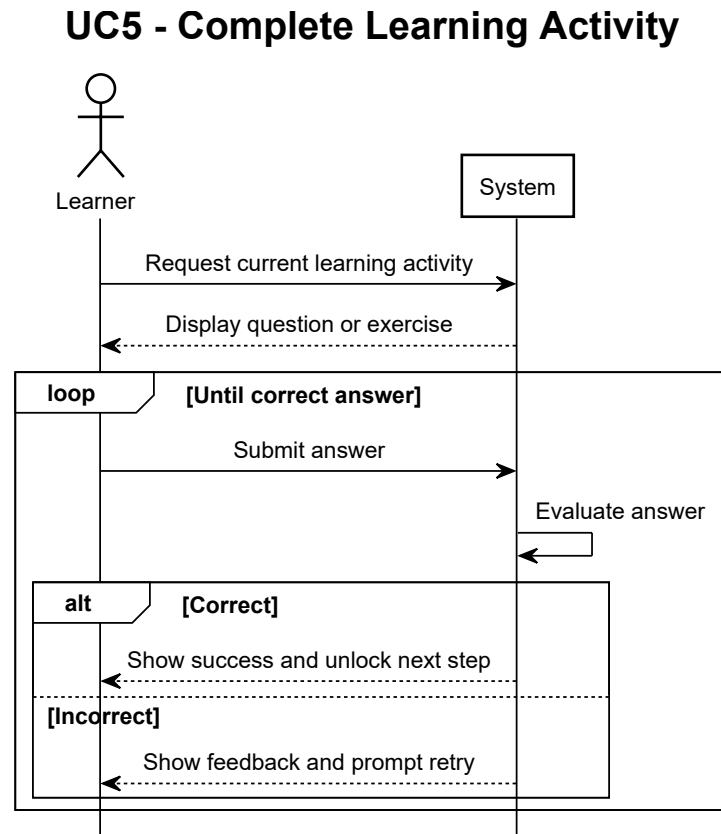 UC5 - Complete Learning Activity
Learner
System
Request current learning activity
Display question or exercise
loop
[Until correct answer]
Submit answer
Evaluate answer
alt
[Correct]
Show success and unlock next step
[Incorrect]
Show feedback and prompt retry